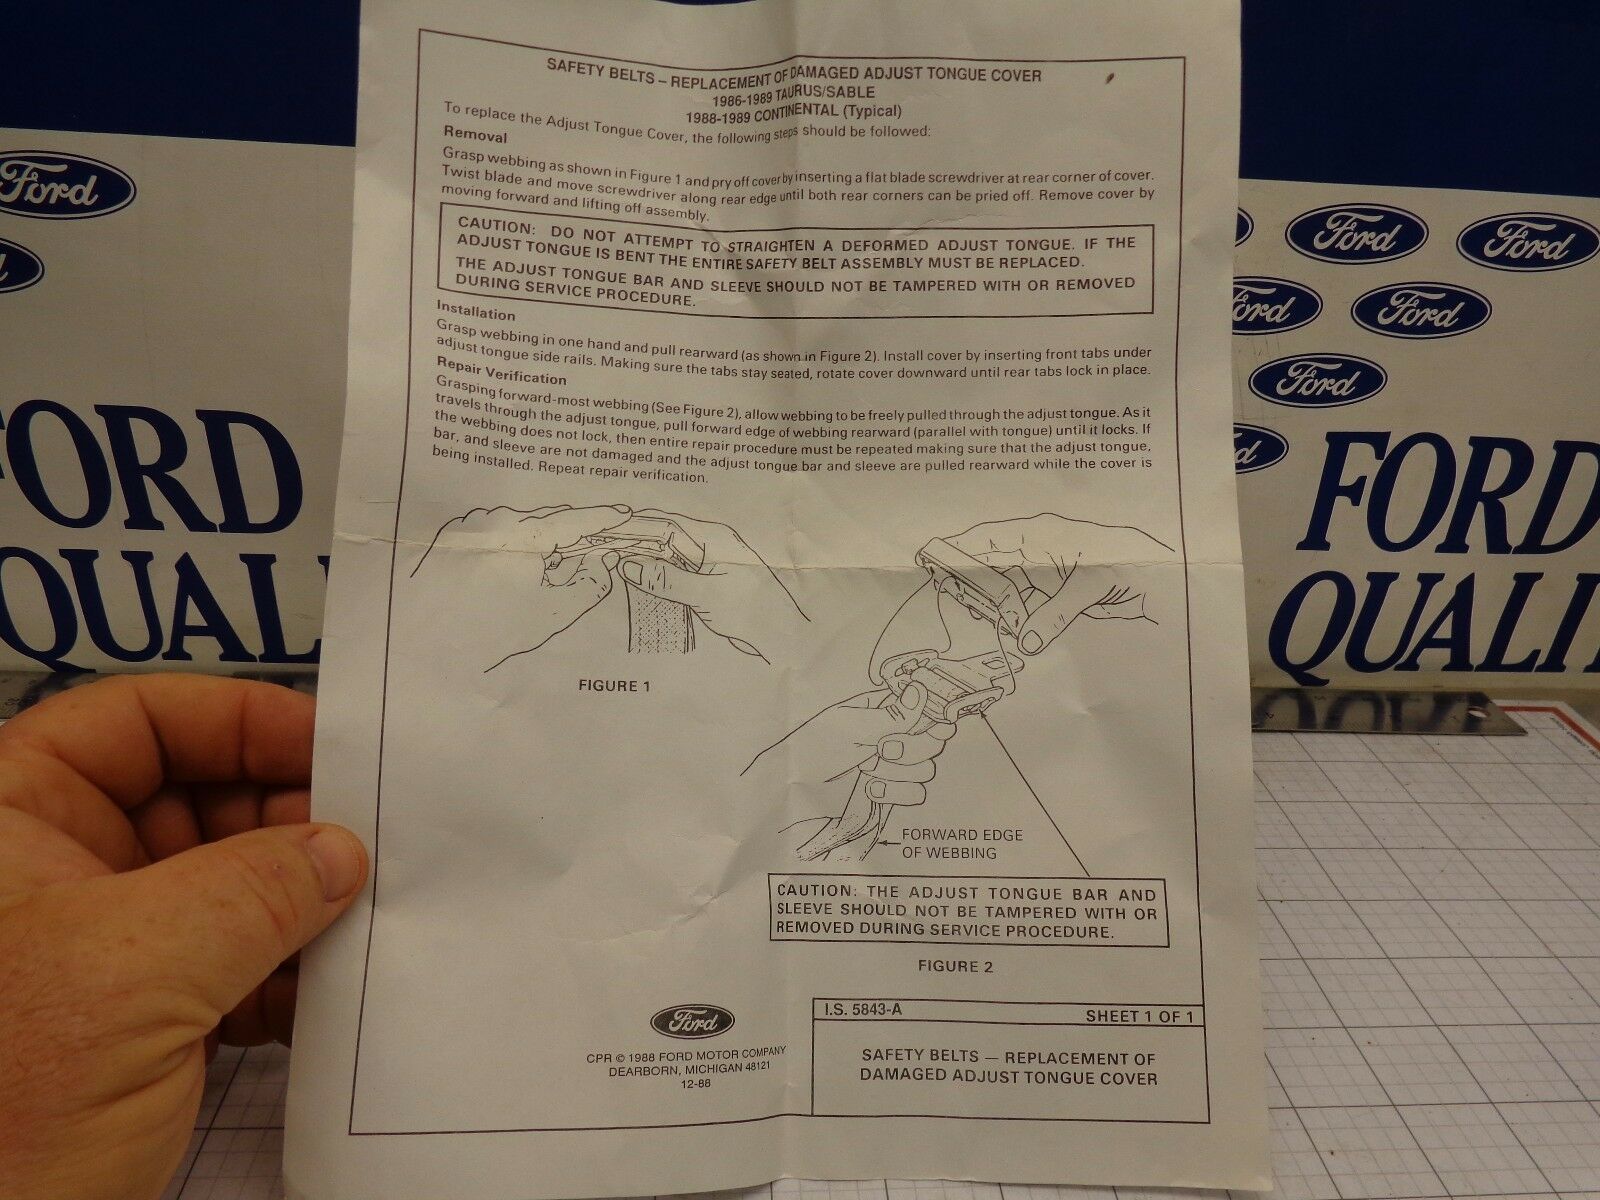 SAFETY BELTS – REPLACEMENT OF DAMAGED ADJUST TONGUE COVER
1986-1989 TAURUS/SABLE
1988-1989 CONTINENTAL (Typical)
To replace the Adjust Tongue Cover, the following steps should be followed:
Removal
Grasp webbing as shown in Figure 1 and pry off cover by inserting a flat blade screwdriver at rear corner of cover.
Twist blade and move screwdriver along rear edge until both rear corners can be pried off. Remove cover by
moving forward and lifting off assembly.
CAUTION: DO NOT ATTEMPT TO STRAIGHTEN A DEFORMED ADJUST TONGUE. IF THE
ADJUST TONGUE IS BENT THE ENTIRE SAFETY BELT ASSEMBLY MUST BE REPLACED.
THE ADJUST TONGUE BAR AND SLEEVE SHOULD NOT BE TAMPERED WITH OR REMOVED
DURING SERVICE PROCEDURE.
Installation
Grasp webbing in one hand and pull rearward (as shown in Figure 2). Install cover by inserting front tabs under
adjust tongue side rails. Making sure the tabs stay seated, rotate cover downward until rear tabs lock in place.
Repair Verification
Grasping forward-most webbing (See Figure 2), allow webbing to be freely pulled through the adjust tongue. As it
travels through the adjust tongue, pull forward edge of webbing rearward (parallel with tongue) until it locks. If
the webbing does not lock, then entire repair procedure must be repeated making sure that the adjust tongue,
bar, and sleeve are not damaged and the adjust tongue bar and sleeve are pulled rearward while the cover is
being installed. Repeat repair verification.
FIGURE 1
FORWARD EDGE
OF WEBBING
CAUTION: THE ADJUST TONGUE BAR AND
SLEEVE SHOULD NOT BE TAMPERED WITH OR
REMOVED DURING SERVICE PROCEDURE.
FIGURE 2
Ford
CPR © 1988 FORD MOTOR COMPANY
DEARBORN, MICHIGAN 48121
12-88
I.S. 5843-A
SHEET 1 OF 1
SAFETY BELTS — REPLACEMENT OF
DAMAGED ADJUST TONGUE COVER
Ford
FORD
QUALI
Ford
Ford
Ford
Ford
Ford
FORD
QUALI